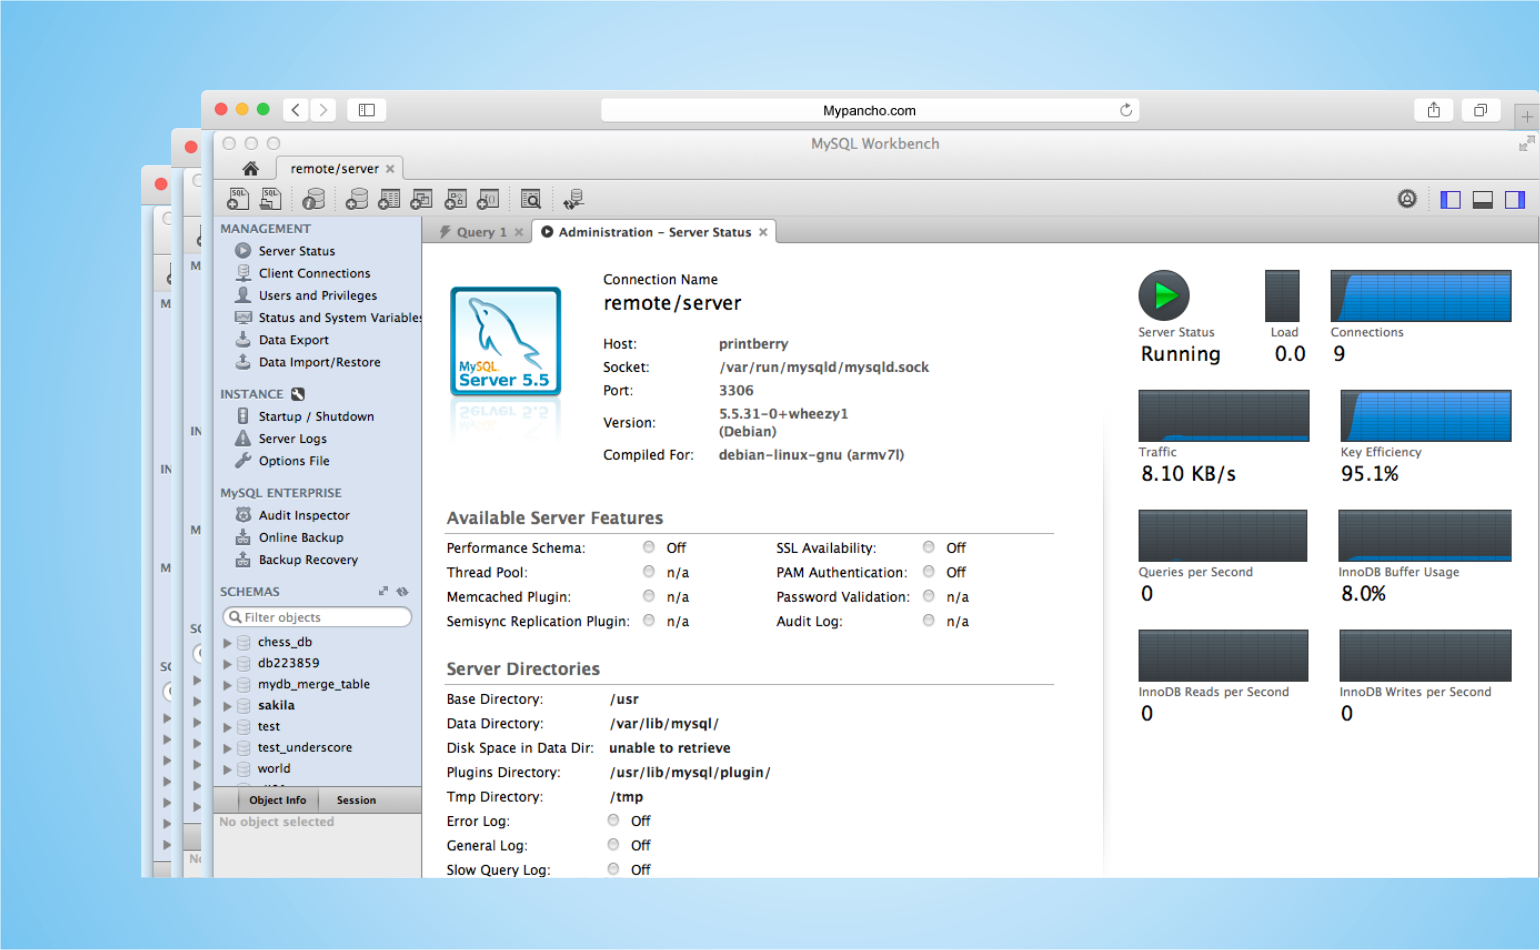 Mypancho.com
MySQL Workbench
remote/server
MANAGEMENT
Server Status
Client Connections
Users and Privileges
Status and System Variables
Data Export
Data Import/Restore
INSTANCE
Startup / Shutdown
Server Logs
Options File
MySQL ENTERPRISE
Audit Inspector
Online Backup
Backup Recovery
SCHEMAS
Filter objects
chess_db
db223859
mydb_merge_table
sakila
test
test_underscore
world
Object Info Session
No object selected
Query 1
Administration - Server Status
MySQL
Server 5.5
Connection Name
remote/server
Host: printberry
Socket: /var/run/mysqld/mysqld.sock
Port: 3306
Version: 5.5.31-0+wheezy1
(Debian)
Compiled For: debian-linux-gnu (armv7l)
Available Server Features
Performance Schema: Off SSL Availability: Off
Thread Pool: n/a PAM Authentication: Off
Memcached Plugin: n/a Password Validation: n/a
Semisync Replication Plugin: n/a Audit Log: n/a
Server Directories
Base Directory: /usr
Data Directory: /var/lib/mysql/
Disk Space in Data Dir: unable to retrieve
Plugins Directory: /usr/lib/mysql/plugin/
Tmp Directory: /tmp
Error Log: Off
General Log: Off
Slow Query Log: Off
Server Status Load Connections
Running 0.0 9
Traffic Key Efficiency
8.10 KB/s 95.1%
Queries per Second InnoDB Buffer Usage
0 8.0%
InnoDB Reads per Second InnoDB Writes per Second
0 0